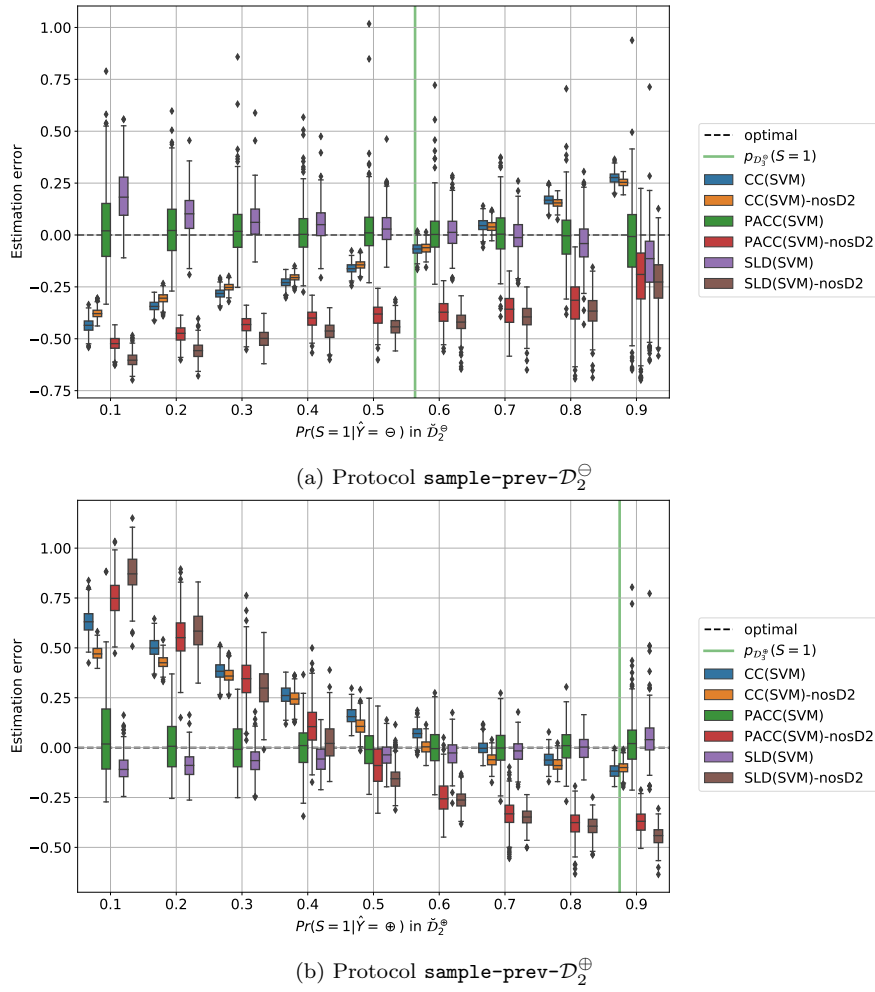 1.00
0.75
0.50
0.25
0.00
−0.25
−0.50
−0.75
Estimation error
0.1 0.2 0.3 0.4 0.5 0.6 0.7 0.8 0.9
Pr(S = 1|Ŷ = ⊖) in 𝒟̆₂^⊖
optimal
p_{𝒟₃^⊖}(S = 1)
CC(SVM)
CC(SVM)-nosD2
PACC(SVM)
PACC(SVM)-nosD2
SLD(SVM)
SLD(SVM)-nosD2
(a) Protocol sample-prev-𝒟₂^⊖
1.00
0.75
0.50
0.25
0.00
−0.25
−0.50
Estimation error
0.1 0.2 0.3 0.4 0.5 0.6 0.7 0.8 0.9
Pr(S = 1|Ŷ = ⊕) in 𝒟̆₂^⊕
optimal
p_{𝒟₃^⊕}(S = 1)
CC(SVM)
CC(SVM)-nosD2
PACC(SVM)
PACC(SVM)-nosD2
SLD(SVM)
SLD(SVM)-nosD2
(b) Protocol sample-prev-𝒟₂^⊕